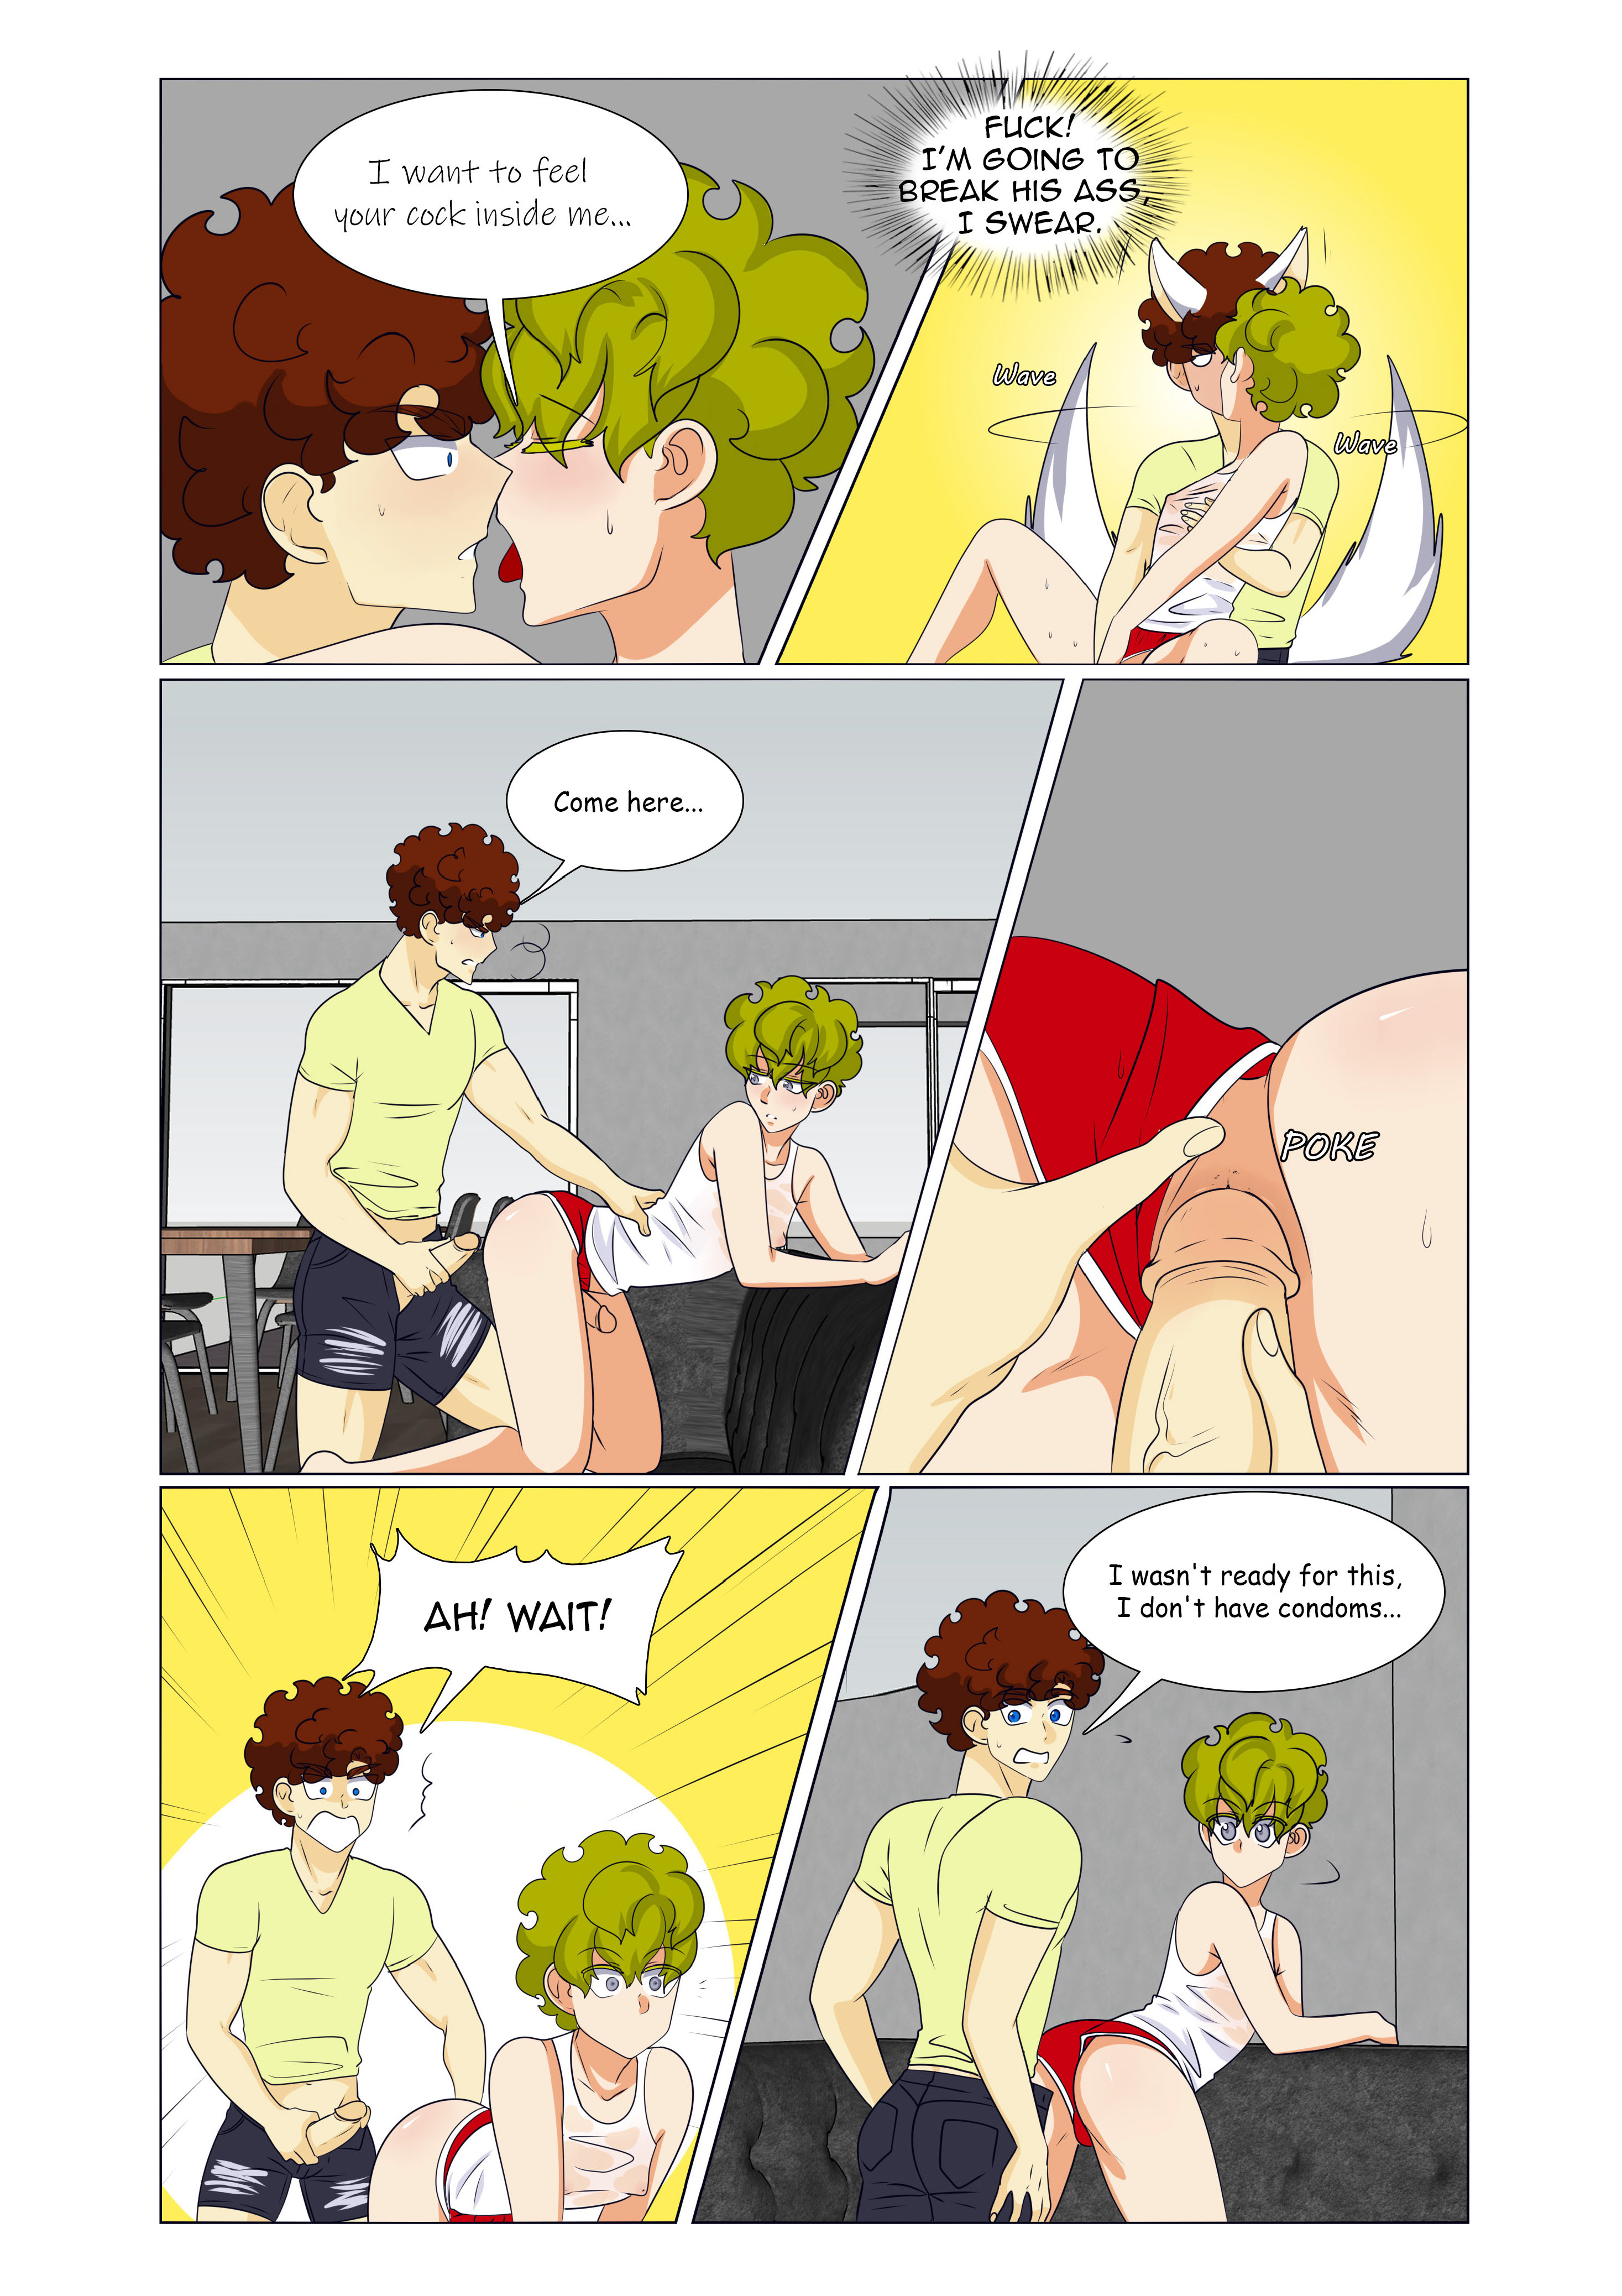 I want to feel
your cock inside me...
FUCK!
I'M GOING TO
BREAK HIS ASS,
I SWEAR.
Wave
Wave
Come here...
POKE
AH! WAIT!
I wasn't ready for this,
I don't have condoms...